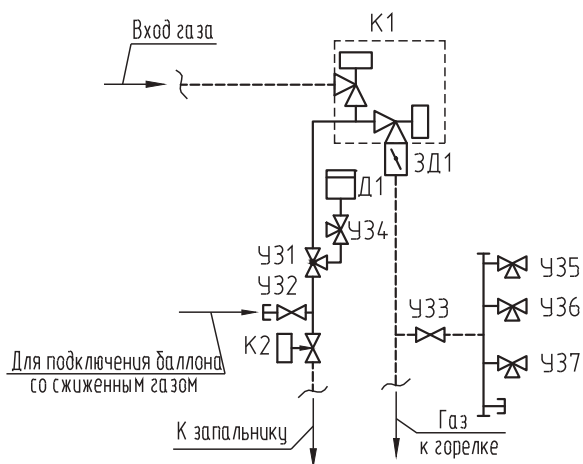 Вход газа
К1
ЗД1
Д1
УЗ4
УЗ1
УЗ2
УЗ3
УЗ5
УЗ6
УЗ7
К2
Для подключения баллона
со сжиженным газом
К запальнику
Газ
к горелке